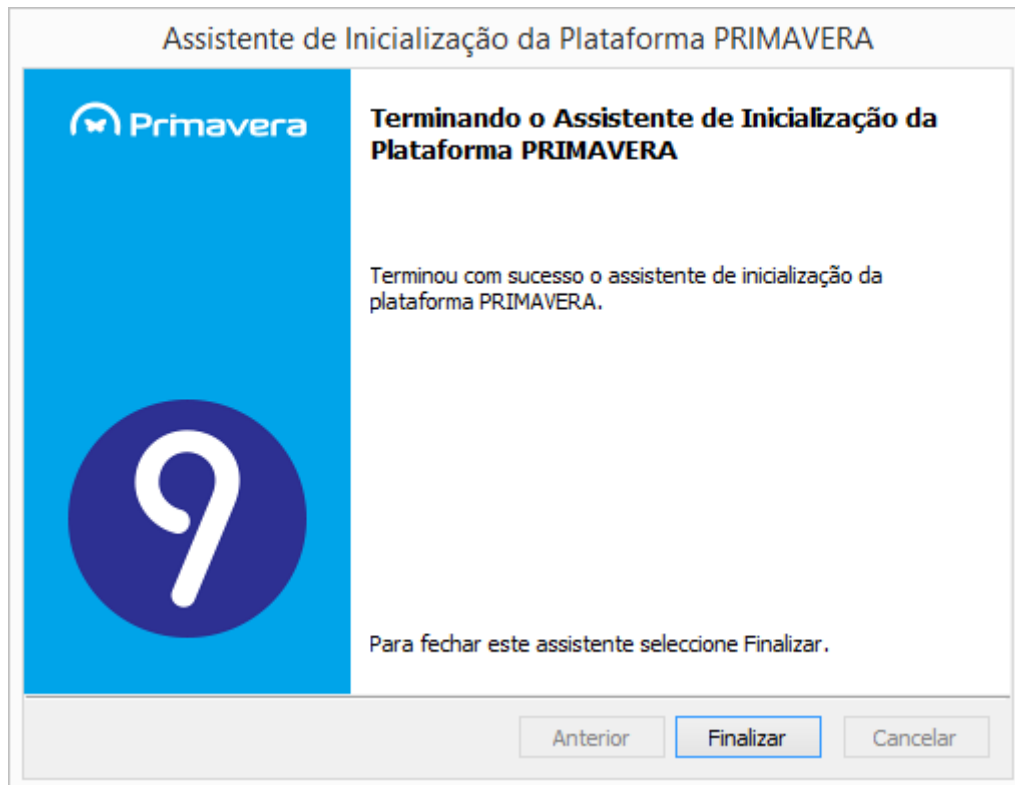 Assistente de Inicialização da Plataforma PRIMAVERA
Primavera
Terminando o Assistente de Inicialização da
Plataforma PRIMAVERA
Terminou com sucesso o assistente de inicialização da
plataforma PRIMAVERA.
9
Para fechar este assistente seleccione Finalizar.
Anterior
Finalizar
Cancelar